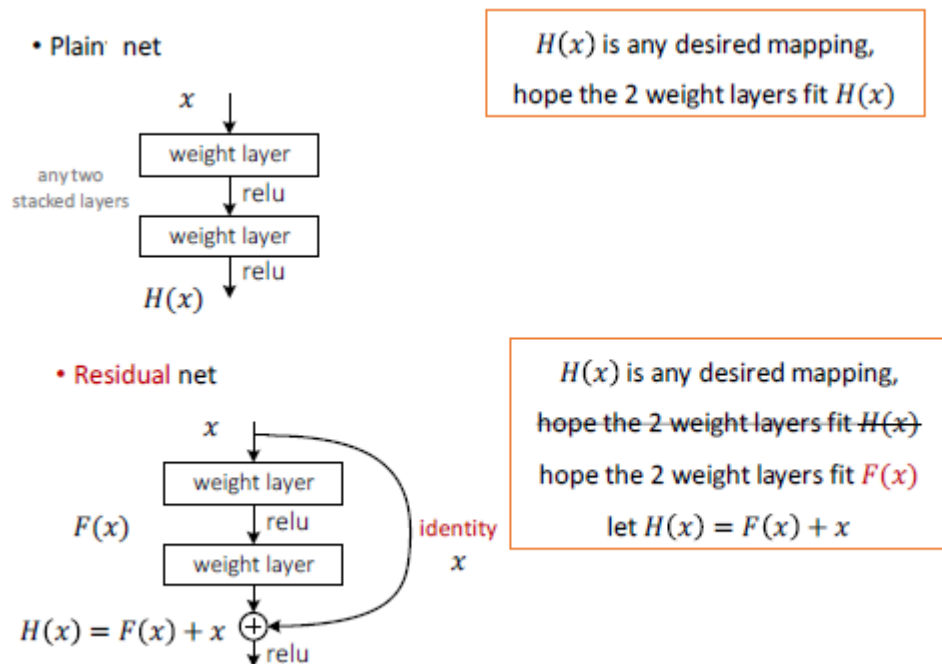 • Plain net
x
weight layer
any two
stacked layers
relu
weight layer
relu
H(x)
H(x) is any desired mapping,
hope the 2 weight layers fit H(x)
• Residual net
x
weight layer
F(x)
relu
identity
x
weight layer
H(x) = F(x) + x
relu
H(x) is any desired mapping,
hope the 2 weight layers fit H(x)
hope the 2 weight layers fit F(x)
let H(x) = F(x) + x